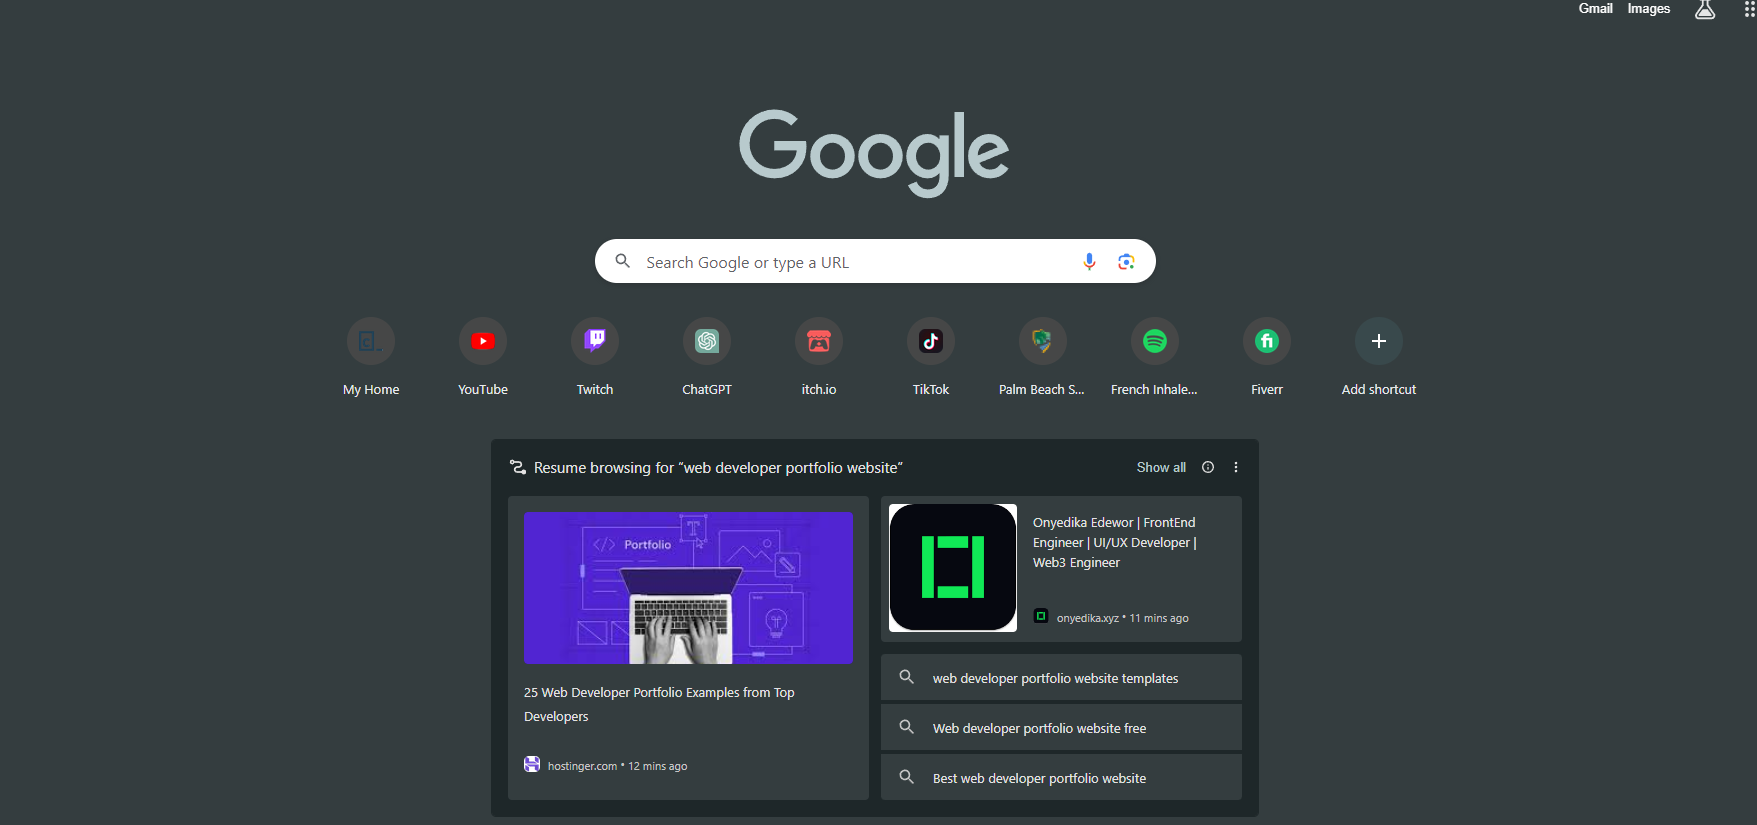 Gmail Images
Google
Search Google or type a URL
My Home
YouTube
Twitch
ChatGPT
itch.io
TikTok
Palm Beach S...
French Inhale...
Fiverr
Add shortcut
Resume browsing for “web developer portfolio website”
Show all
</> Portfolio
25 Web Developer Portfolio Examples from Top
Developers
hostinger.com • 12 mins ago
Onyedika Edewor | FrontEnd
Engineer | UI/UX Developer |
Web3 Engineer
onyedika.xyz • 11 mins ago
web developer portfolio website templates
Web developer portfolio website free
Best web developer portfolio website